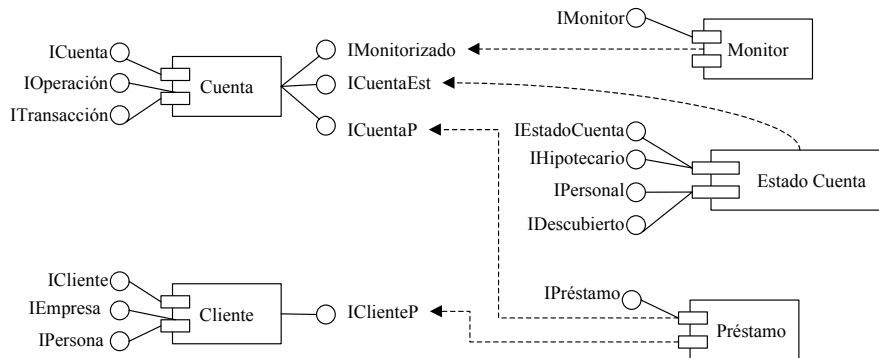 IMonitor
Monitor
ICuenta
IOperación
ITransacción
Cuenta
IMonitorizado
ICuentaEst
ICuentaP
IEstadoCuenta
IHipotecario
IPersonal
IDescubierto
Estado Cuenta
ICliente
IEmpresa
IPersona
Cliente
IClienteP
IPréstamo
Préstamo